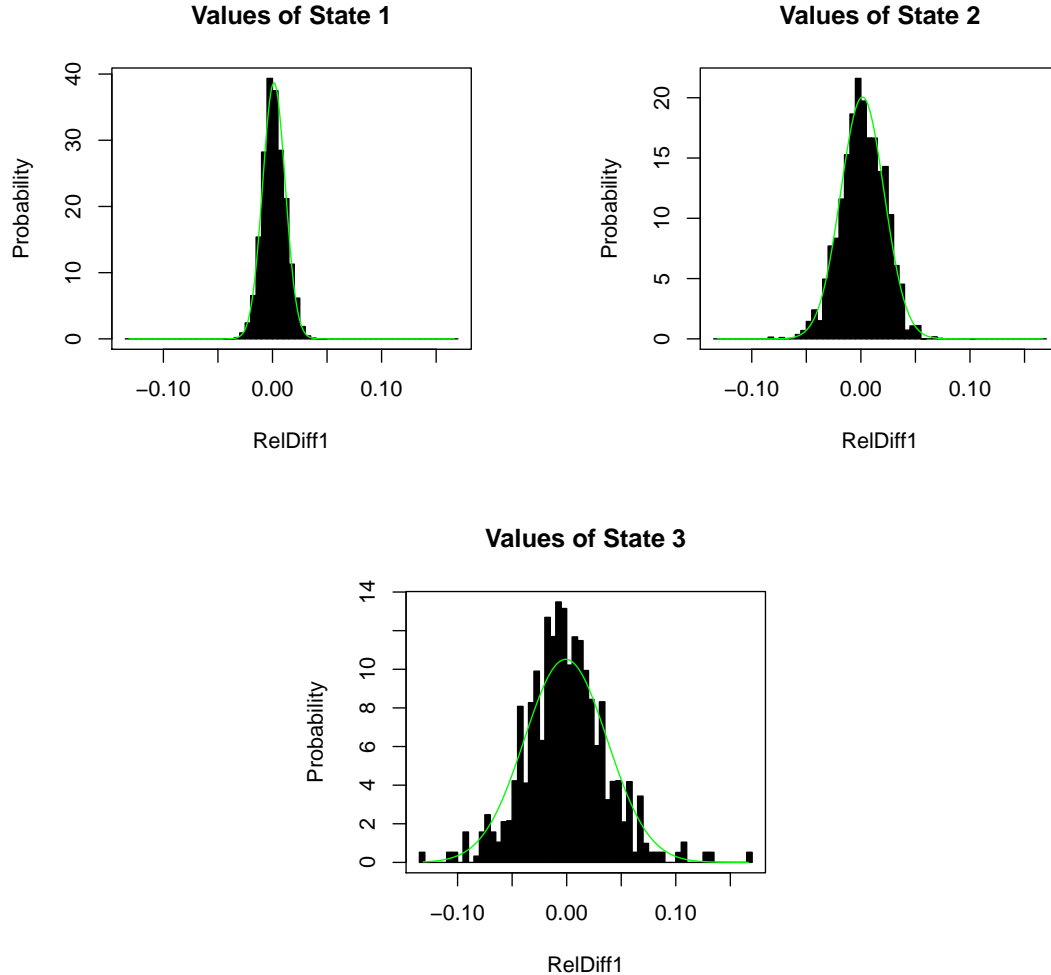 Values of State 1
Probability
0
10
20
30
40
−0.10
0.00
0.10
RelDiff1
Values of State 2
Probability
0
5
10
15
20
−0.10
0.00
0.10
RelDiff1
Values of State 3
Probability
0
2
4
6
8
10
14
−0.10
0.00
0.10
RelDiff1